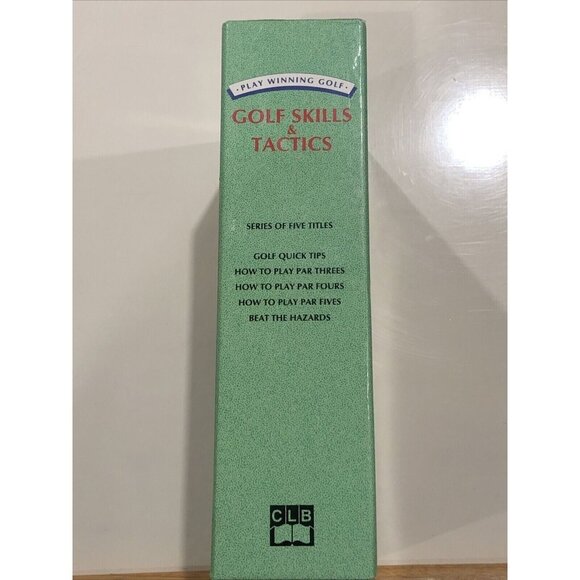 · PLAY WINNING GOLF ·
GOLF SKILLS
&
TACTICS
SERIES OF FIVE TITLES
GOLF QUICK TIPS
HOW TO PLAY PAR THREES
HOW TO PLAY PAR FOURS
HOW TO PLAY PAR FIVES
BEAT THE HAZARDS
CLB